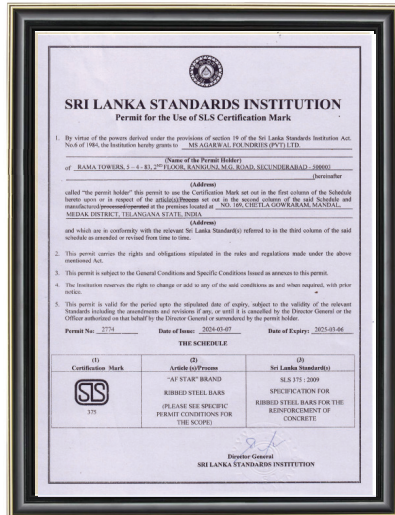 SRI LANKA STANDARDS INSTITUTION
Permit for the Use of SLS Certification Mark
1. By virtue of the powers derived under the provisions of section 19 of the Sri Lanka Standards Institution Act.
No.6 of 1984, the Institution hereby grants to MS AGARWAL FOUNDRIES (PVT) LTD.
(Name of the Permit Holder)
of RAMA TOWERS, 5 – 4 - 83, 2ND FLOOR, RANIGUNJ, M.G. ROAD, SECUNDERABAD - 500003
(hereafter
(Address)
called "the permit holder" this permit to use the Certification Mark set out in the first column of the Schedule
hereto upon or in respect of the article(s)/Process set out in the second column of the said Schedule and
manufactured/processed/operated at the premises located at NO. 169, CHETLA GOWRARAM, MANDAL,
MEDAK DISTRICT, TELANGANA STATE, INDIA
(Address)
and which are in conformity with the relevant Sri Lanka Standard(s) referred to in the third column of the said
schedule as amended or revised from time to time.
2. This permit carries the rights and obligations stipulated in the rules and regulations made under the above
mentioned Act.
3. This permit is subject to the General Conditions and Specific Conditions Issued as annexes to this permit.
4. The Institution reserves the right to change or add to any of the said conditions as and when required, with prior
notice.
5. This permit is valid for the period upto the stipulated date of expiry, subject to the validity of the relevant
Standards including the amendments and revisions if any, or until it is cancelled by the Director General or the
Officer authorized on that behalf by the Director General or surrendered by the permit holder.
Permit No: 2774 Date of Issue: 2024-03-07 Date of Expiry: 2025-03-06
THE SCHEDULE
(1) (2) (3)
Certification Mark Article (s)/Process Sri Lanka Standard(s)
SLS
375
"AF STAR" BRAND
RIBBED STEEL BARS
(PLEASE SEE SPECIFIC
PERMIT CONDITIONS FOR
THE SCOPE)
SLS 375 : 2009
SPECIFICATION FOR
RIBBED STEEL BARS FOR THE
REINFORCEMENT OF
CONCRETE
Director General
SRI LANKA STANDARDS INSTITUTION